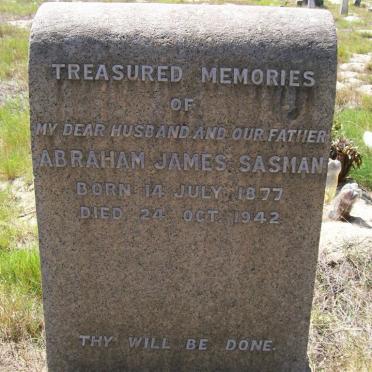 TREASURED MEMORIES
OF
MY DEAR HUSBAND AND OUR FATHER
ABRAHAM JAMES SASMAN
BORN 14 JULY 1877
DIED 24 OCT. 1942
THY WILL BE DONE.